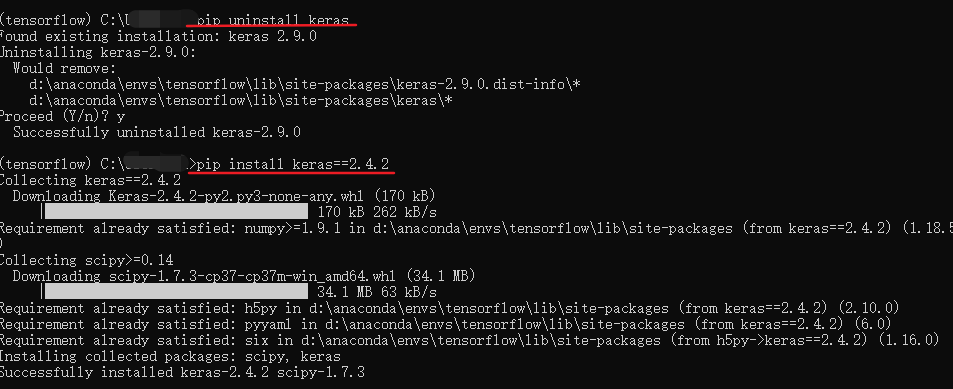 (tensorflow) C:\U pip uninstall keras
Found existing installation: keras 2.9.0
Uninstalling keras-2.9.0:
  Would remove:
    d:\anaconda\envs\tensorflow\lib\site-packages\keras-2.9.0.dist-info\*
    d:\anaconda\envs\tensorflow\lib\site-packages\keras\*
Proceed (Y/n)? y
  Successfully uninstalled keras-2.9.0
(tensorflow) C:\ >pip install keras==2.4.2
Collecting keras==2.4.2
  Downloading Keras-2.4.2-py2.py3-none-any.whl (170 kB)
     | 170 kB 262 kB/s
Requirement already satisfied: numpy>=1.9.1 in d:\anaconda\envs\tensorflow\lib\site-packages (from keras==2.4.2) (1.18.5
)
Collecting scipy>=0.14
  Downloading scipy-1.7.3-cp37-cp37m-win_amd64.whl (34.1 MB)
     | 34.1 MB 63 kB/s
Requirement already satisfied: h5py in d:\anaconda\envs\tensorflow\lib\site-packages (from keras==2.4.2) (2.10.0)
Requirement already satisfied: pyyaml in d:\anaconda\envs\tensorflow\lib\site-packages (from keras==2.4.2) (6.0)
Requirement already satisfied: six in d:\anaconda\envs\tensorflow\lib\site-packages (from h5py->keras==2.4.2) (1.16.0)
Installing collected packages: scipy, keras
Successfully installed keras-2.4.2 scipy-1.7.3